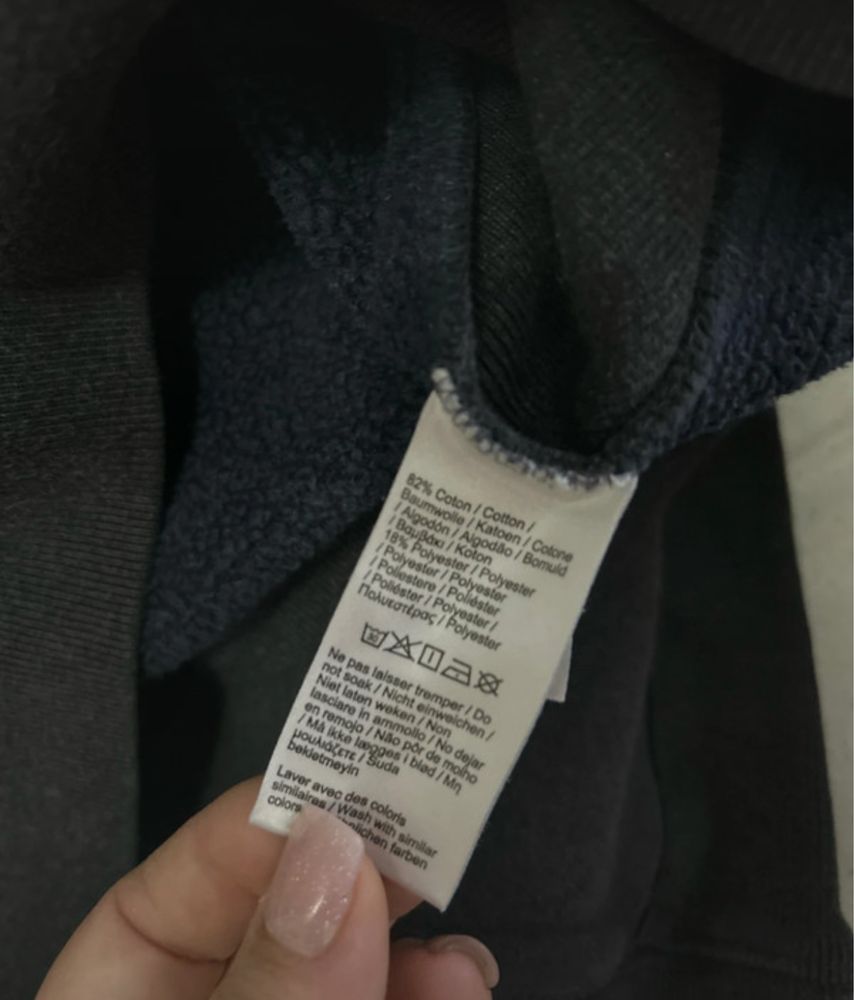 82% Coton / Cotton /
Baumwolle / Katoen / Cotone
/ Algodón / Algodão / Bomuld
/ Βαμβάκι / Koton
18% Polyester / Polyester
/ Polyester / Polyester
/ Poliestere / Poliéster
/ Poliéster / Polyester /
Πολυεστέρας / Polyester
30
Ne pas laisser tremper / Do
not soak / Nicht einweichen /
Niet laten weken / Non
lasciare in ammollo / No dejar
en remojo / Não pôr de molho
/ Må ikke lægges i blød / Μη
μουλιάζετε / Suda
bekletmeyin
Laver avec des coloris
similaires / Wash with similar
colors
farben